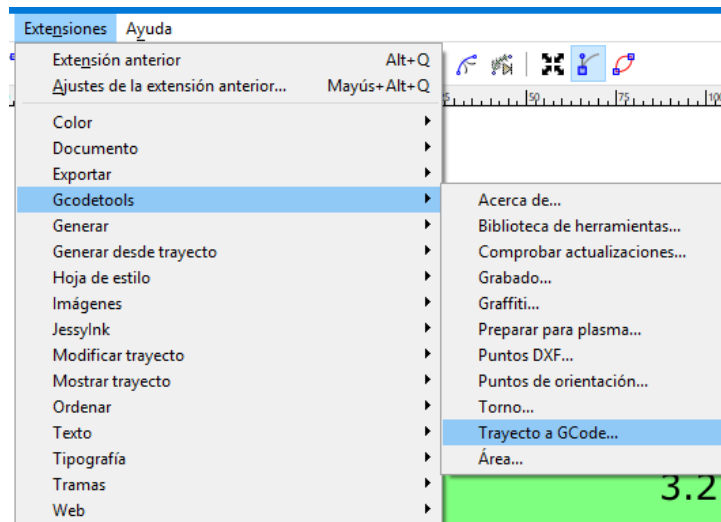 Extensiones Ayuda
Extensión anterior Alt+Q
Ajustes de la extensión anterior... Mayús+Alt+Q
50 75
Color
Documento
Exportar
Gcodetools
Generar
Generar desde trayecto
Hoja de estilo
Imágenes
JessyInk
Modificar trayecto
Mostrar trayecto
Ordenar
Texto
Tipografía
Tramas
Web
Acerca de...
Biblioteca de herramientas...
Comprobar actualizaciones...
Grabado...
Graffiti...
Preparar para plasma...
Puntos DXF...
Puntos de orientación...
Torno...
Trayecto a GCode...
Área...
3.2